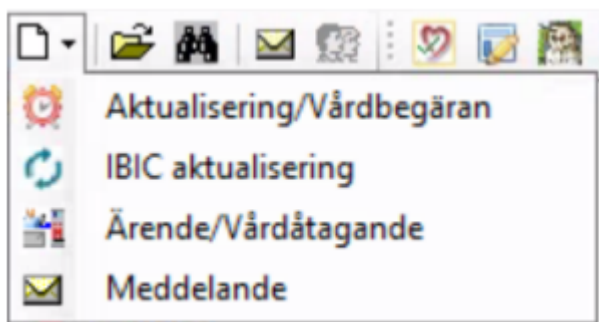 Aktualisering/Vårdbegäran
IBIC aktualisering
Ärende/Vårdåtagande
Meddelande